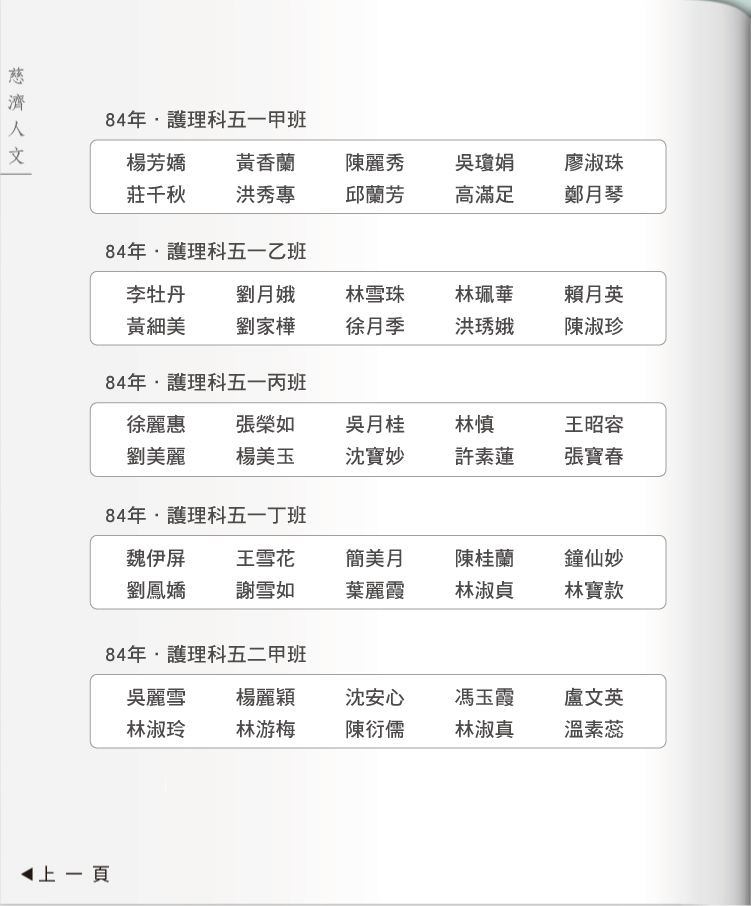 慈濟人文
84年·護理科五一甲班
楊芳嬌 黃香蘭 陳麗秀 吳瓊娟 廖淑珠
莊千秋 洪秀專 邱蘭芳 高滿足 鄭月琴
84年·護理科五一乙班
李牡丹 劉月娥 林雪珠 林珮華 賴月英
黃細美 劉家樺 徐月季 洪琇娥 陳淑珍
84年·護理科五一丙班
徐麗惠 張榮如 吳月桂 林慎 王昭容
劉美麗 楊美玉 沈寶妙 許素蓮 張寶春
84年·護理科五一丁班
魏伊屏 王雪花 簡美月 陳桂蘭 鐘仙妙
劉鳳嬌 謝雪如 葉麗霞 林淑貞 林寶款
84年·護理科五二甲班
吳麗雪 楊麗穎 沈安心 馮玉霞 盧文英
林淑玲 林游梅 陳衍儒 林淑真 溫素蕊
◀上一頁